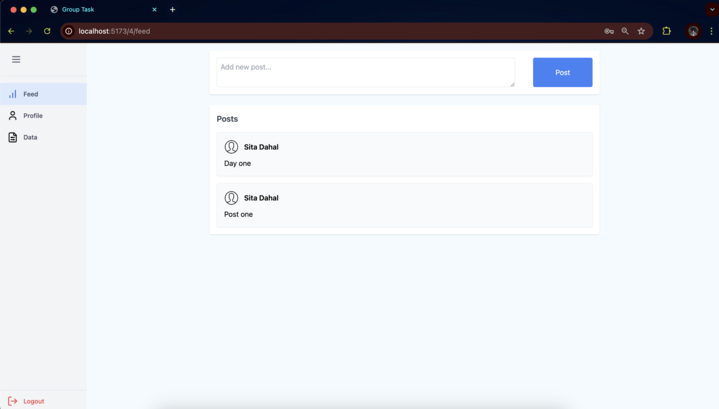 Group Task
localhost:5173/4/feed
Add new post...
Post
Feed
Profile
Data
Posts
Sita Dahal
Day one
Sita Dahal
Post one
Logout